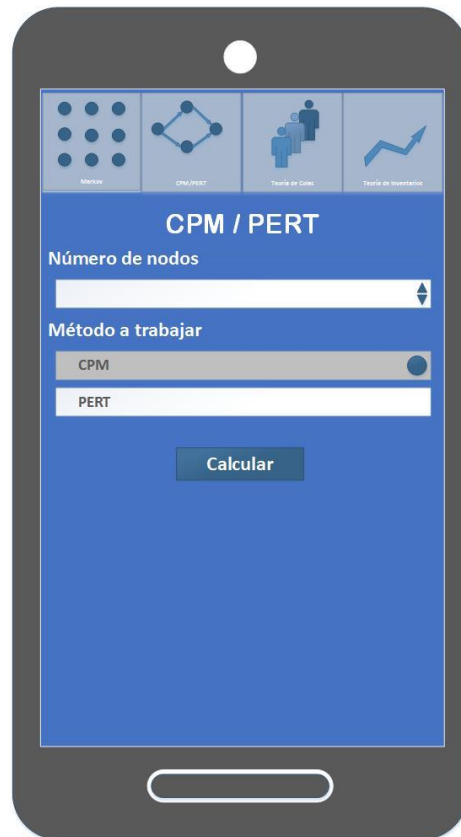 Markov
CPM/PERT
Teoría de Colas
Teoría de Inventarios
CPM / PERT
Número de nodos
Método a trabajar
CPM
PERT
Calcular